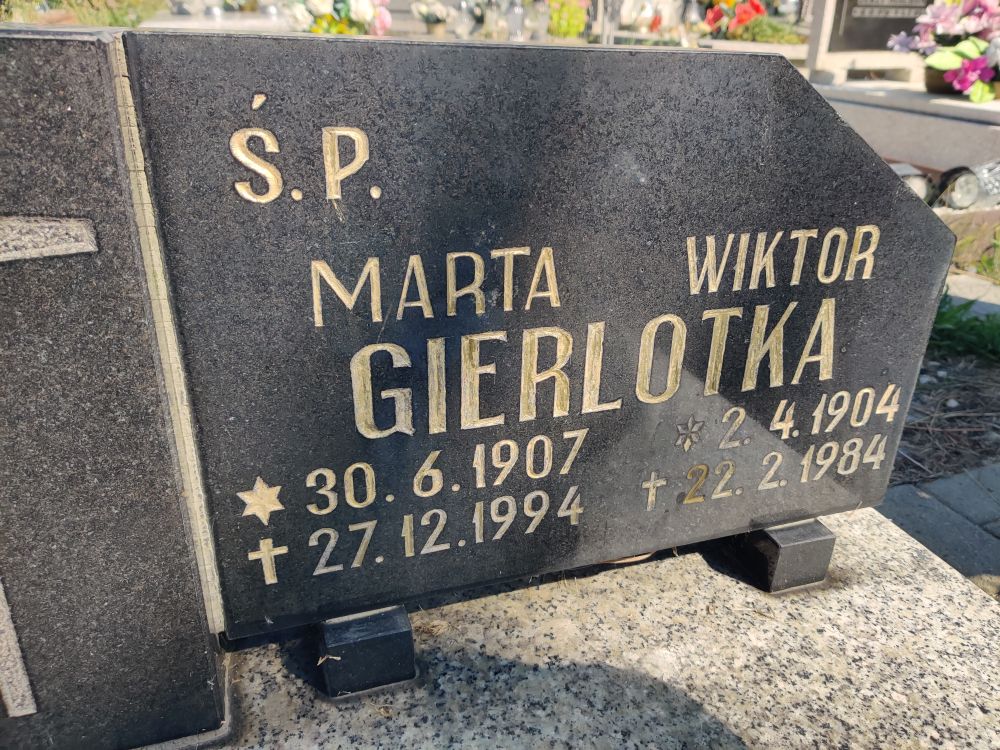 Ś.P.
MARTA WIKTOR
GIERLOTKA
30.6.1907 2.4.1904
27.12.1994 22.2.1984